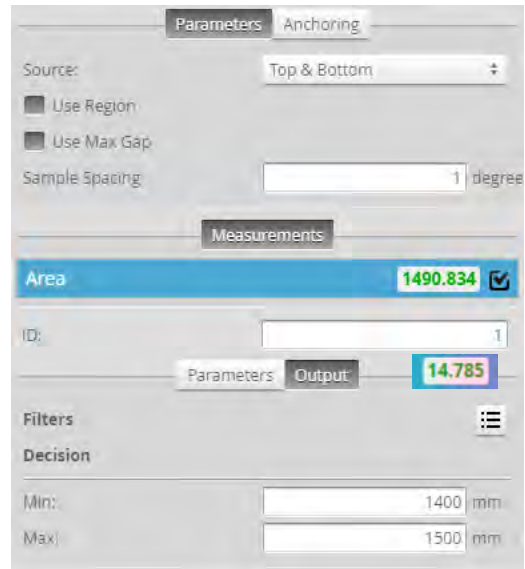 Parameters Anchoring
Source: Top & Bottom
Use Region
Use Max Gap
Sample Spacing 1 degree
Measurements
Area 1490.834
ID: 1
Parameters Output 14.785
Filters
Decision
Min: 1400 mm
Max: 1500 mm